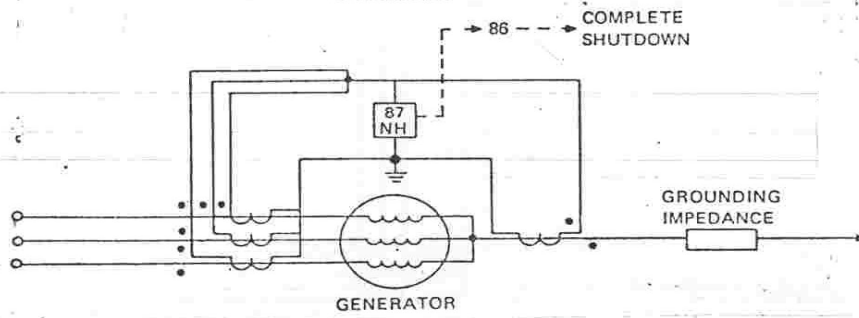 86
COMPLETE
SHUTDOWN
87
NH
GROUNDING
IMPEDANCE
GENERATOR